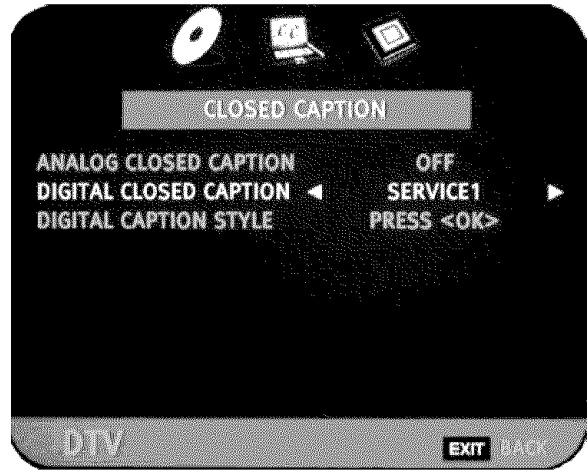 CC
CLOSED CAPTION
ANALOG CLOSED CAPTION OFF
DIGITAL CLOSED CAPTION ◀ SERVICE1 ▶
DIGITAL CAPTION STYLE PRESS <OK>
DTV EXIT BACK